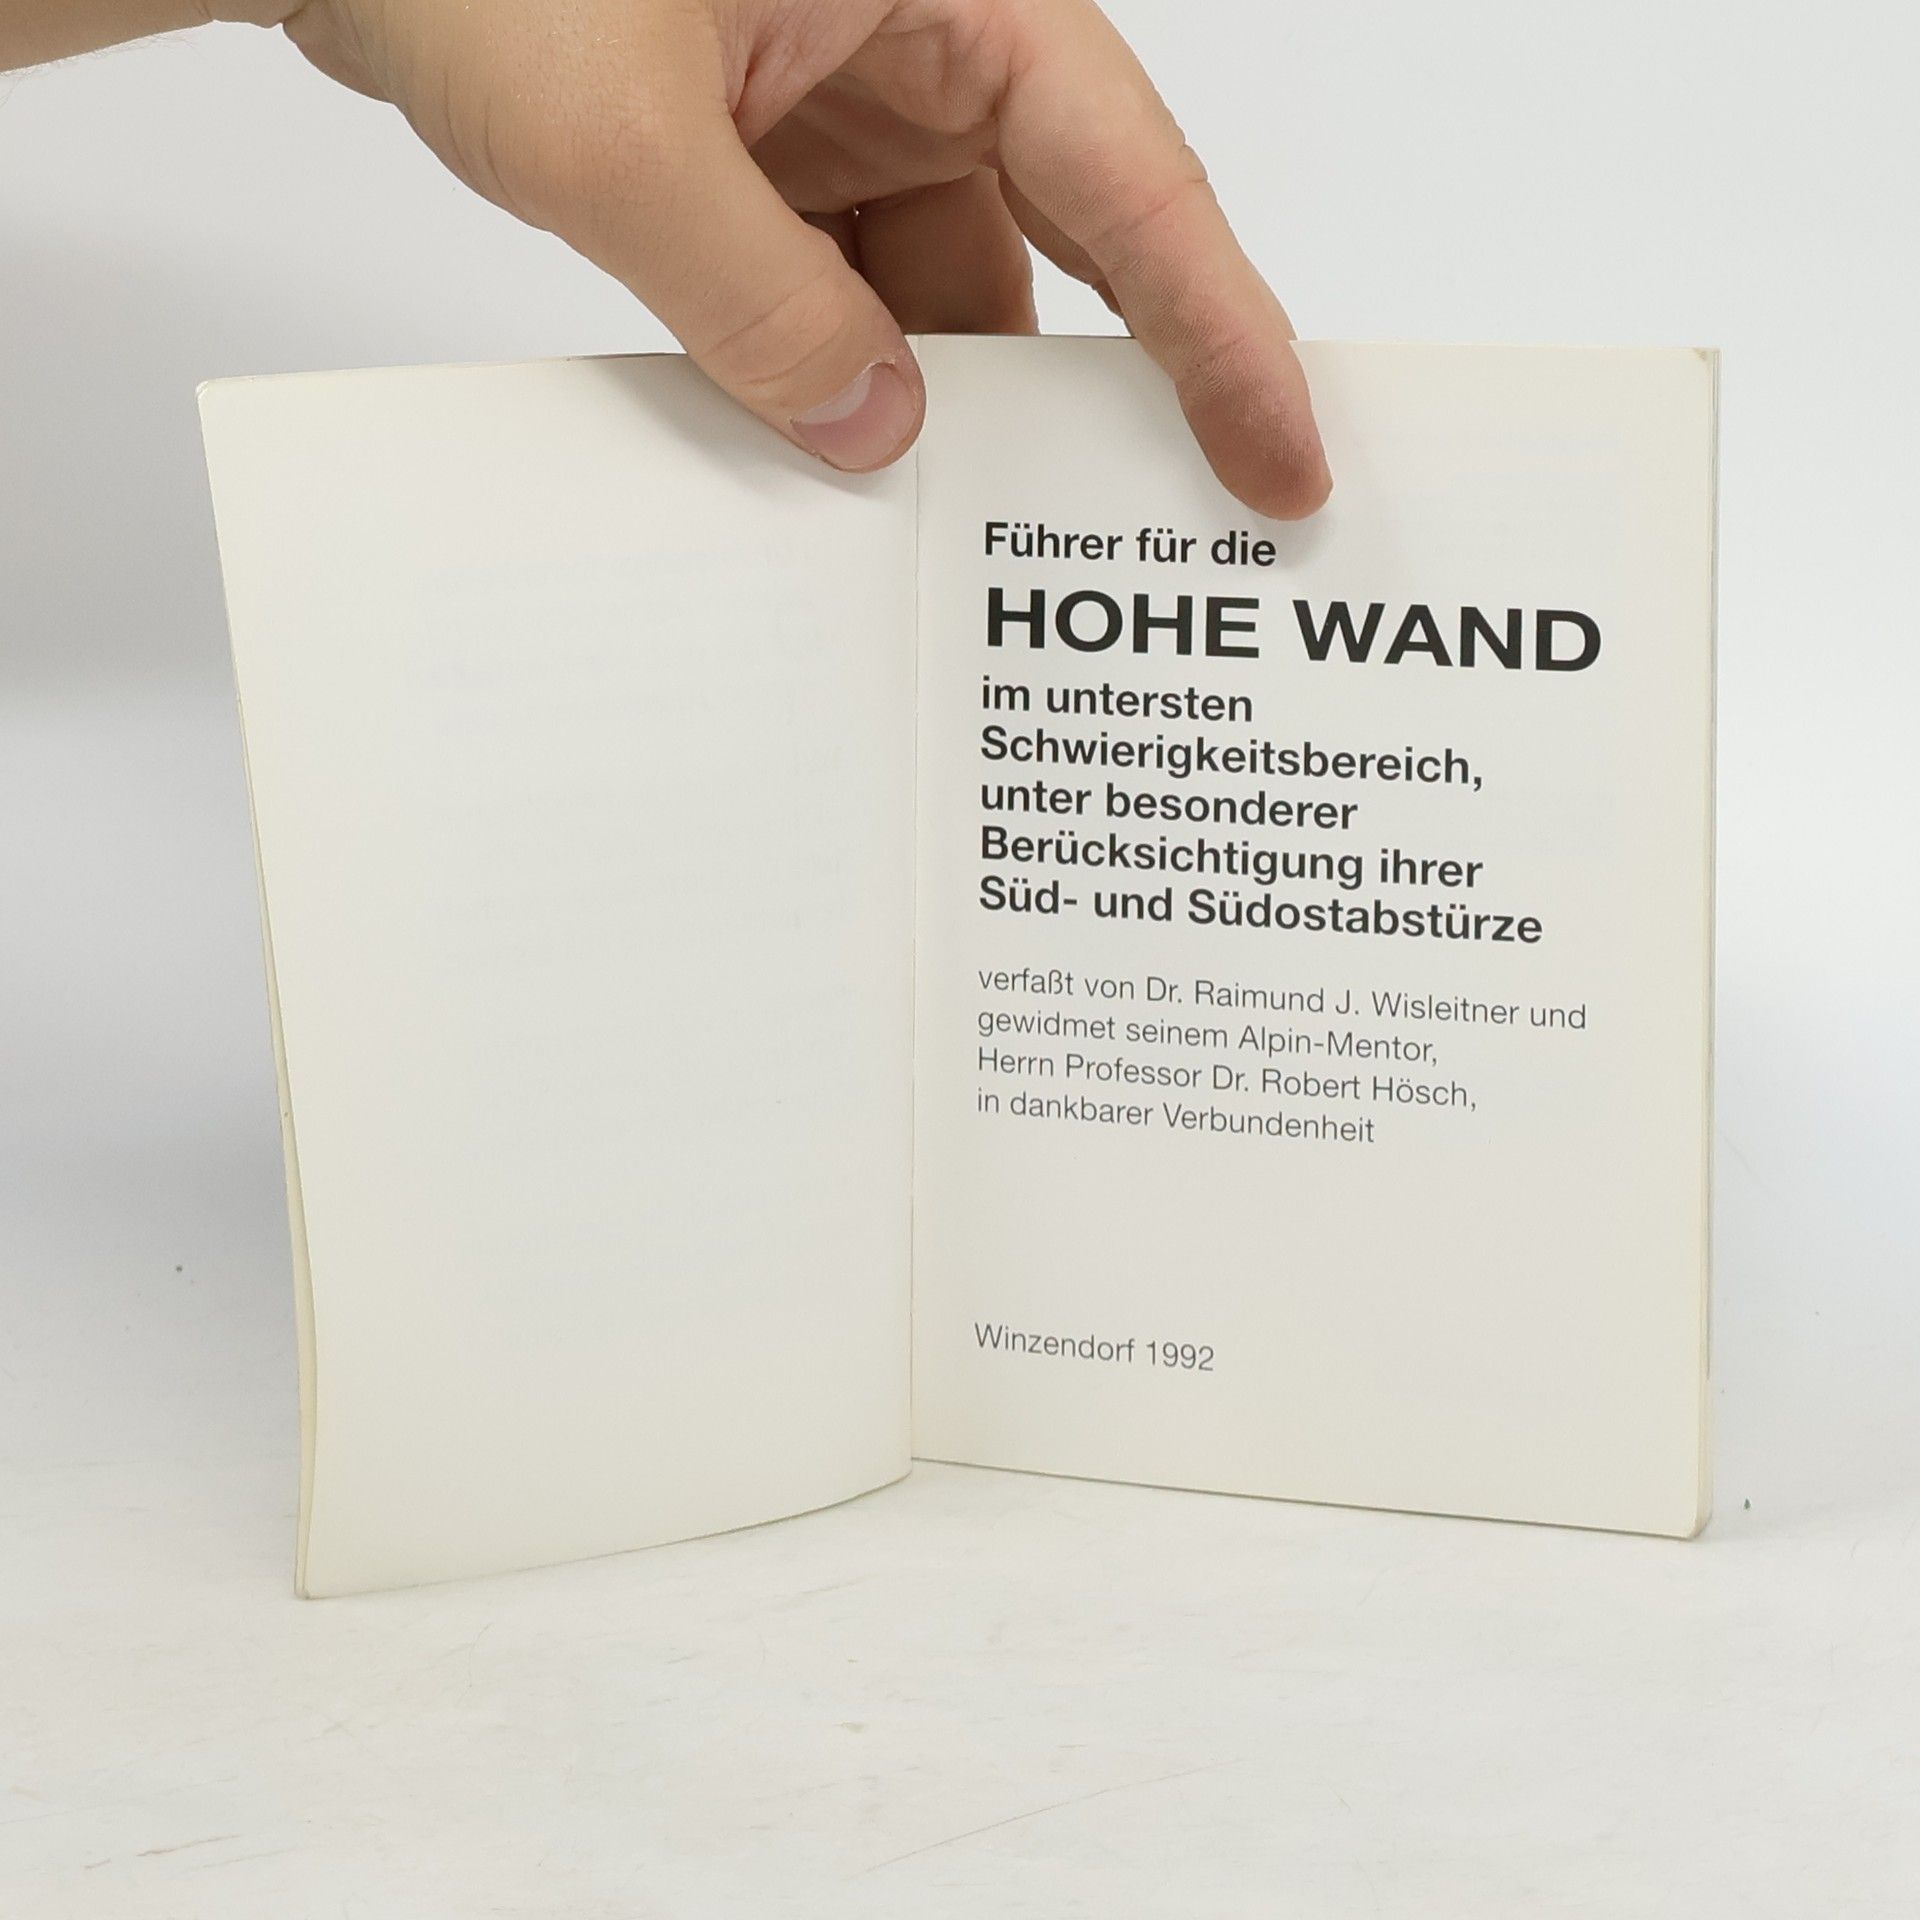 Führer für die
HOHE WAND
im untersten
Schwierigkeitsbereich,
unter besonderer
Berücksichtigung ihrer
Süd- und Südostabstürze
verfaßt von Dr. Raimund J. Wisleitner und
gewidmet seinem Alpin-Mentor,
Herrn Professor Dr. Robert Hösch,
in dankbarer Verbundenheit
Winzendorf 1992